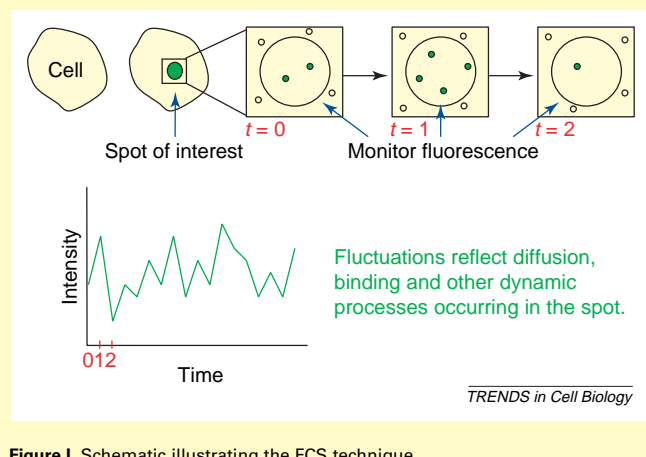 Cell
t = 0
t = 1
t = 2
Spot of interest
Monitor fluorescence
Intensity
Fluctuations reflect diffusion,
binding and other dynamic
processes occurring in the spot.
012
Time
TRENDS in Cell Biology
Figure I. Schematic illustrating the FCS technique